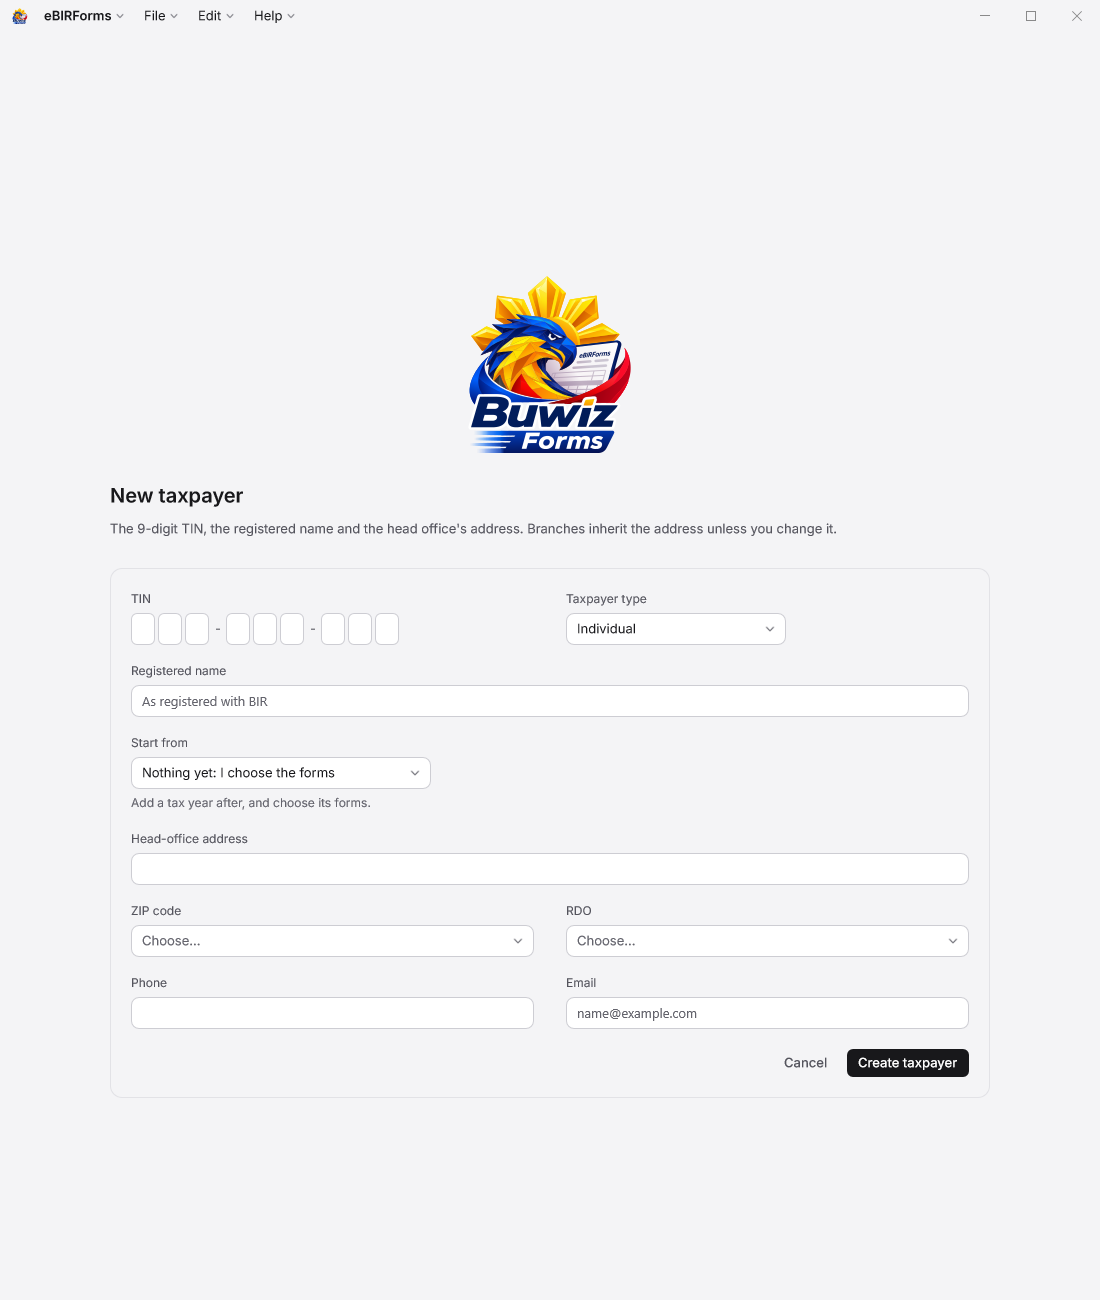 eBIRForms File Edit Help
eBIRForms
Buwiz
Forms
New taxpayer
The 9-digit TIN, the registered name and the head office's address. Branches inherit the address unless you change it.
TIN Taxpayer type
- - Individual
Registered name
As registered with BIR
Start from
Nothing yet: I choose the forms
Add a tax year after, and choose its forms.
Head-office address
ZIP code RDO
Choose... Choose...
Phone Email
name@example.com
Cancel Create taxpayer